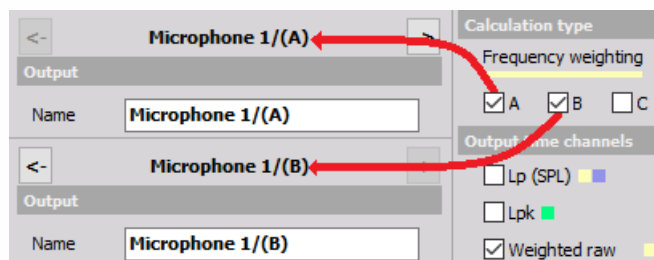 <- Microphone 1/(A) ->
Output
Name Microphone 1/(A)
<- Microphone 1/(B)
Output
Name Microphone 1/(B)
Calculation type
Frequency weighting
A B C
Output time channels
Lp (SPL)
Lpk
Weighted raw